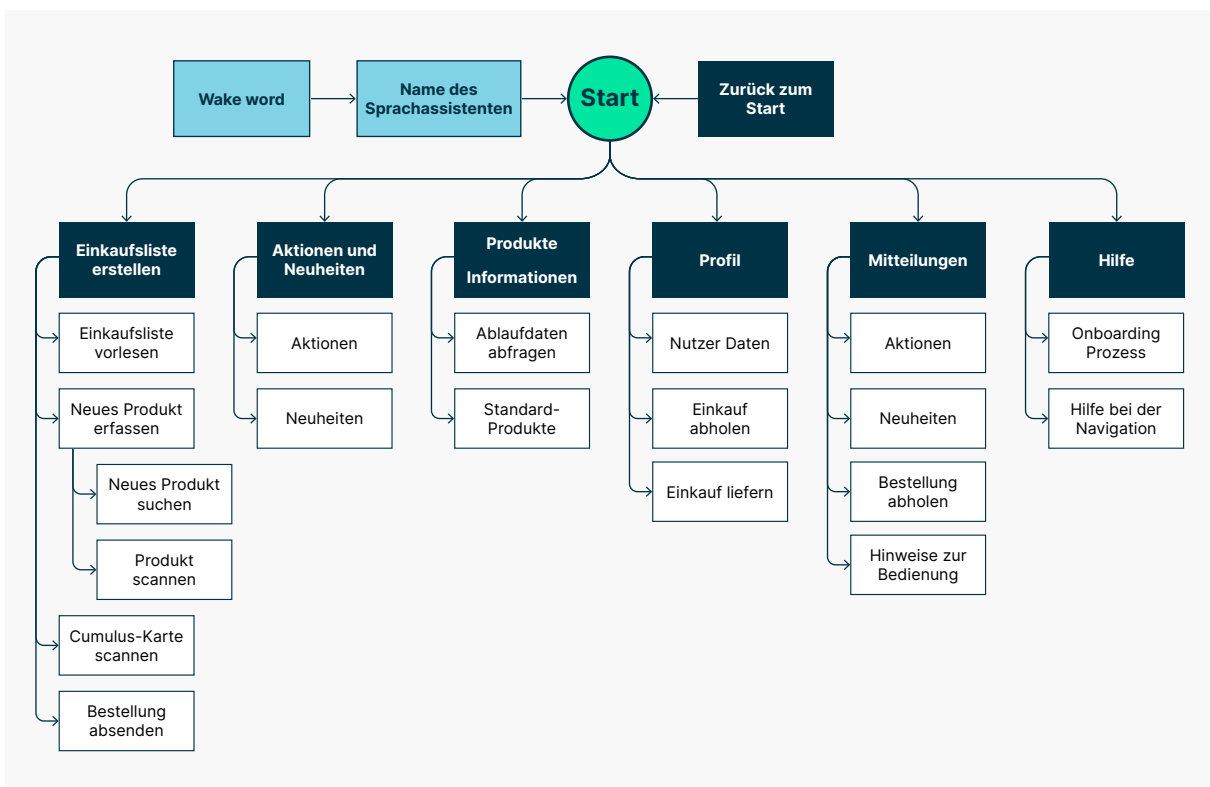 Wake word
Name des
Sprachassistenten
Start
Zurück zum
Start
Einkaufsliste
erstellen
Einkaufsliste
vorlesen
Neues Produkt
erfassen
Neues Produkt
suchen
Produkt
scannen
Cumulus-Karte
scannen
Bestellung
absenden
Aktionen und
Neuheiten
Aktionen
Neuheiten
Produkte
Informationen
Ablaufdaten
abfragen
Standard-
Produkte
Profil
Nutzer Daten
Einkauf
abholen
Einkauf liefern
Mitteilungen
Aktionen
Neuheiten
Bestellung
abholen
Hinweise zur
Bedienung
Hilfe
Onboarding
Prozess
Hilfe bei der
Navigation